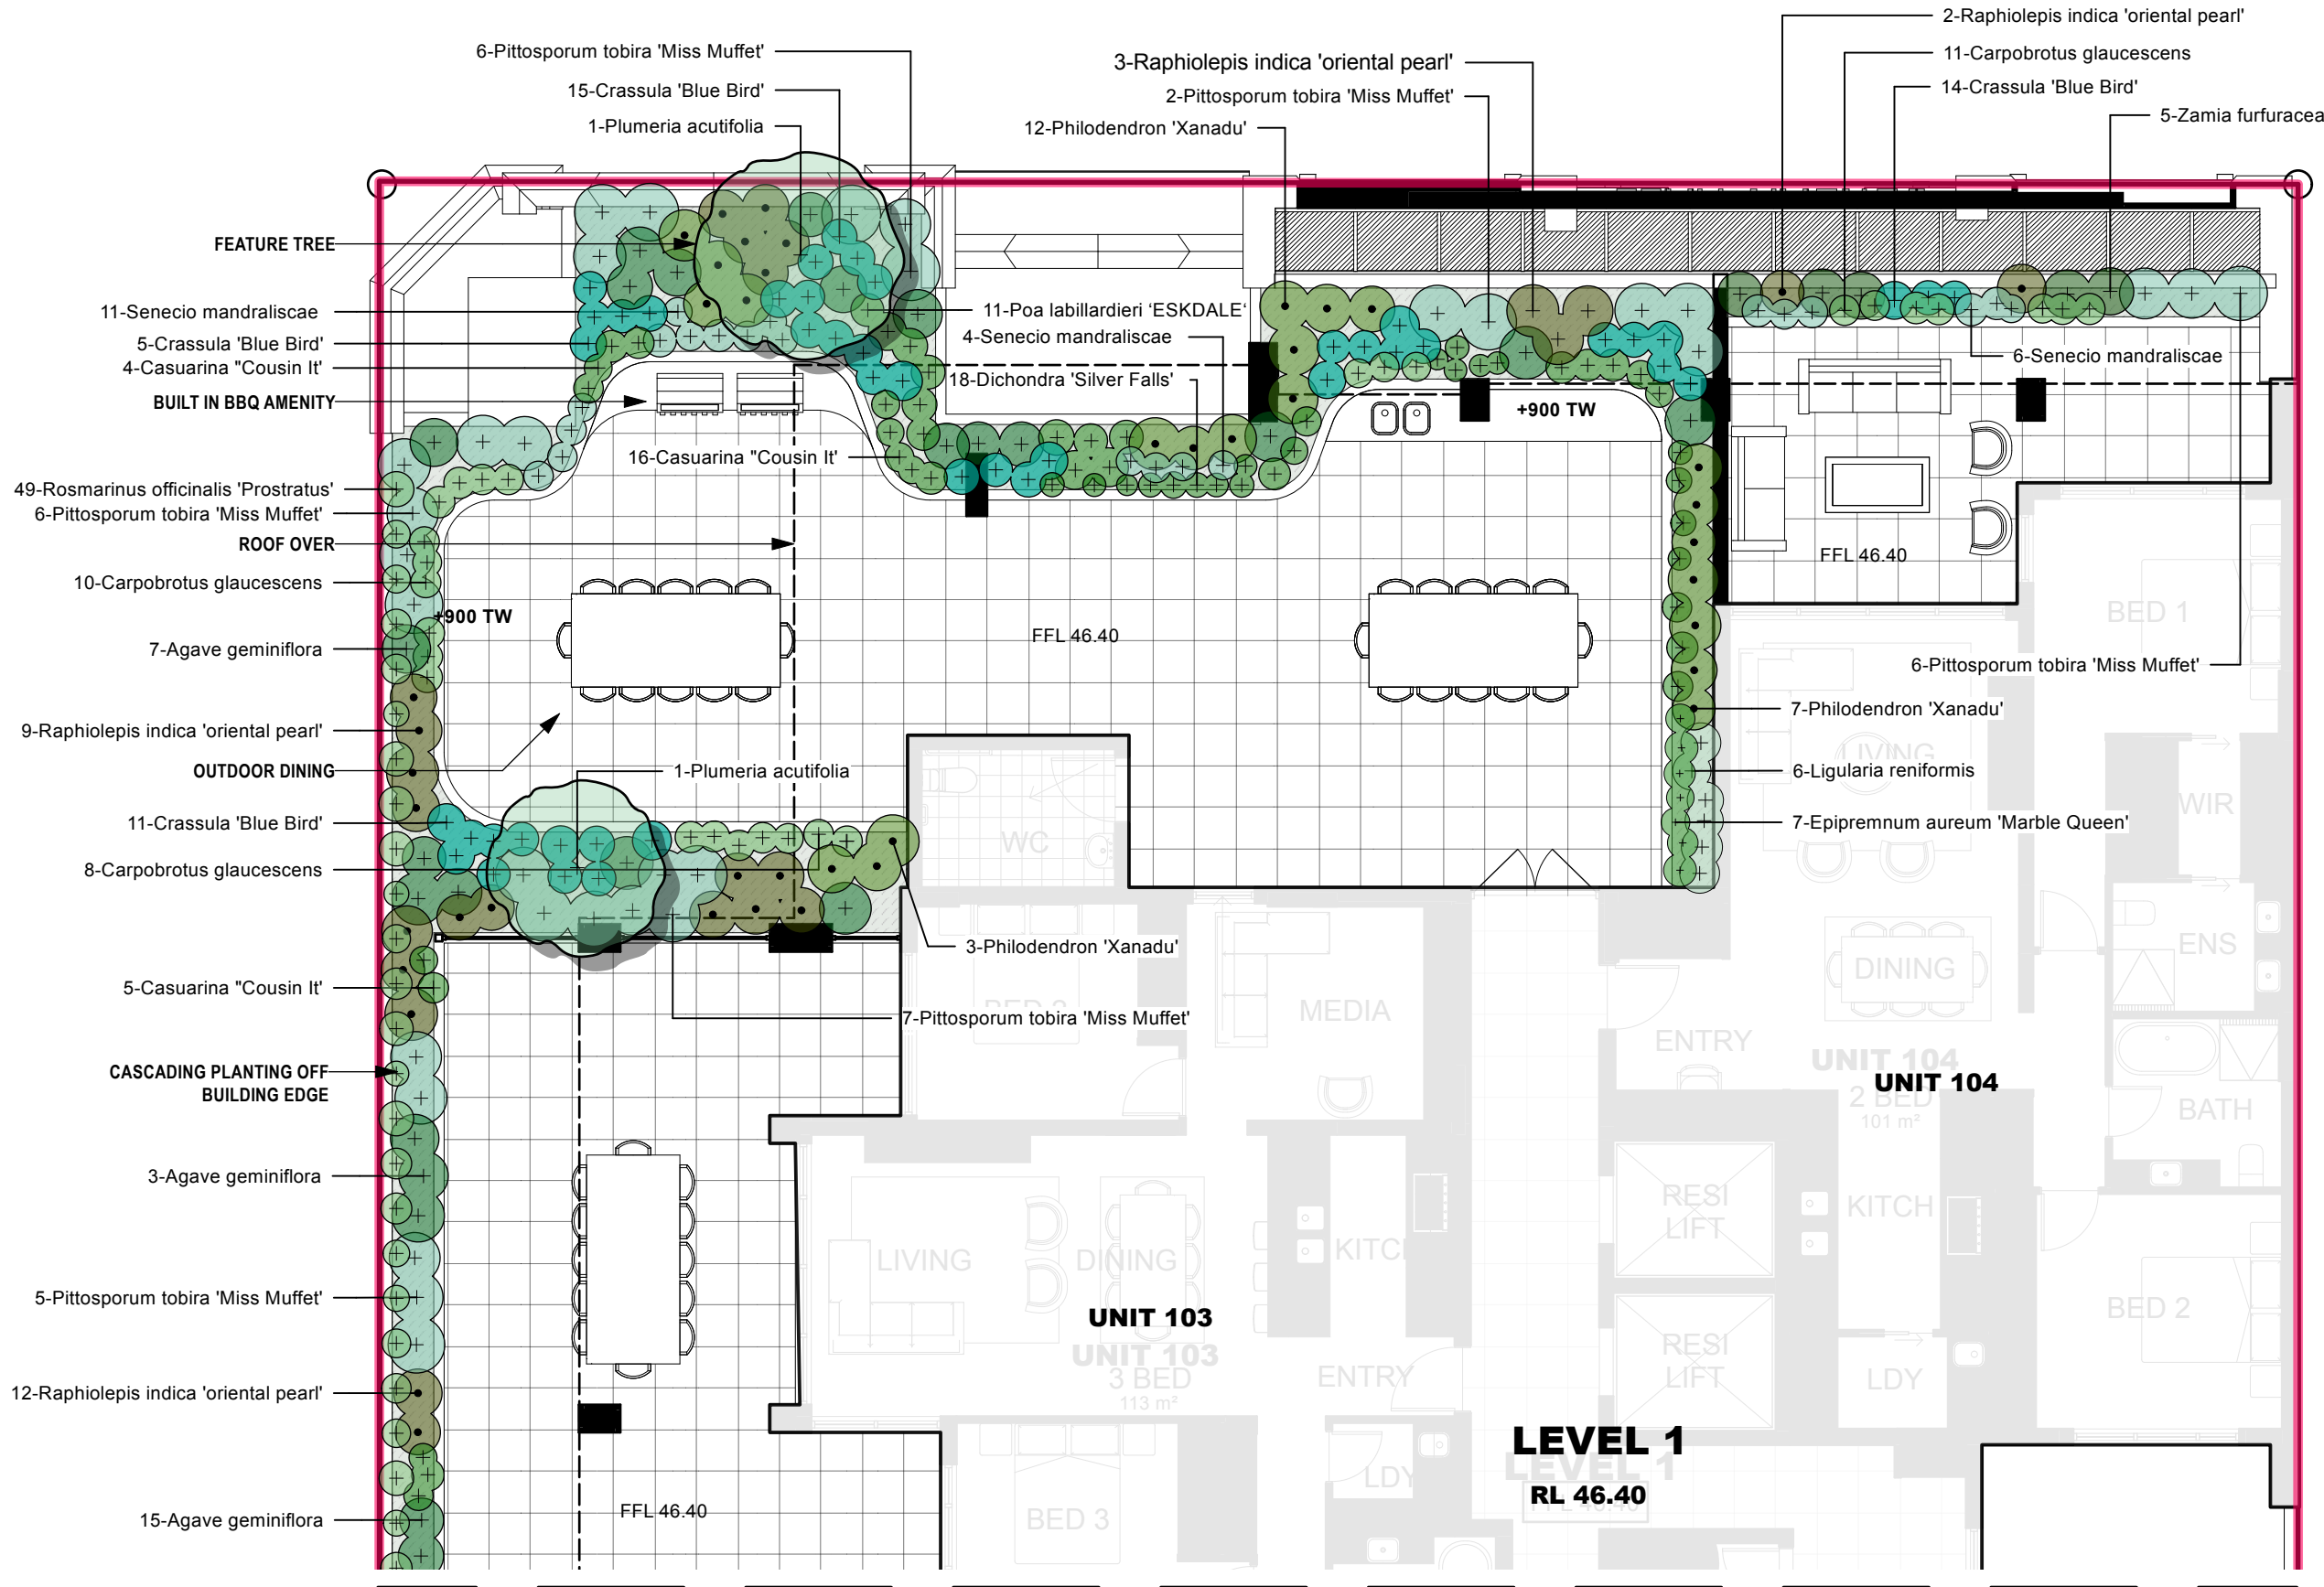 2-Raphiolepis indica 'oriental pearl'
6-Pittosporum tobira 'Miss Muffet'
3-Raphiolepis indica 'oriental pearl'
11-Carpobrotus glaucescens
15-Crassula 'Blue Bird'
2-Pittosporum tobira 'Miss Muffet'
14-Crassula 'Blue Bird'
1-Plumeria acutifolia
12-Philodendron 'Xanadu'
5-Zamia furfuracea
FEATURE TREE
11-Senecio mandraliscae
11-Poa labillardieri ‘ESKDALE‘
5-Crassula 'Blue Bird'
4-Senecio mandraliscae
6-Senecio mandraliscae
4-Casuarina "Cousin It'
18-Dichondra 'Silver Falls'
BUILT IN BBQ AMENITY
+900 TW
16-Casuarina "Cousin It'
49-Rosmarinus officinalis 'Prostratus'
6-Pittosporum tobira 'Miss Muffet'
ROOF OVER
FFL 46.40
10-Carpobrotus glaucescens
+900 TW
BED 1
FFL 46.40
7-Agave geminiflora
6-Pittosporum tobira 'Miss Muffet'
7-Philodendron 'Xanadu'
9-Raphiolepis indica 'oriental pearl'
LIVING
OUTDOOR DINING
1-Plumeria acutifolia
6-Ligularia reniformis
WIR
11-Crassula 'Blue Bird'
7-Epipremnum aureum 'Marble Queen'
WC
8-Carpobrotus glaucescens
3-Philodendron 'Xanadu'
ENS
DINING
5-Casuarina "Cousin It'
BED 2
MEDIA
7-Pittosporum tobira 'Miss Muffet'
ENTRY
UNIT 104
CASCADING PLANTING OFF
BUILDING EDGE
UNIT 104
2 BED
101 m²
BATH
3-Agave geminiflora
RESI
LIFT
KITCH
LIVING
DINING
KITCH
5-Pittosporum tobira 'Miss Muffet'
UNIT 103
BED 2
UNIT 103
3 BED
113 m²
ENTRY
RESI
LIFT
LDY
12-Raphiolepis indica 'oriental pearl'
LEVEL 1
LEVEL 1
LDY
RL 46.40
FFL 46.40
BED 3
15-Agave geminiflora